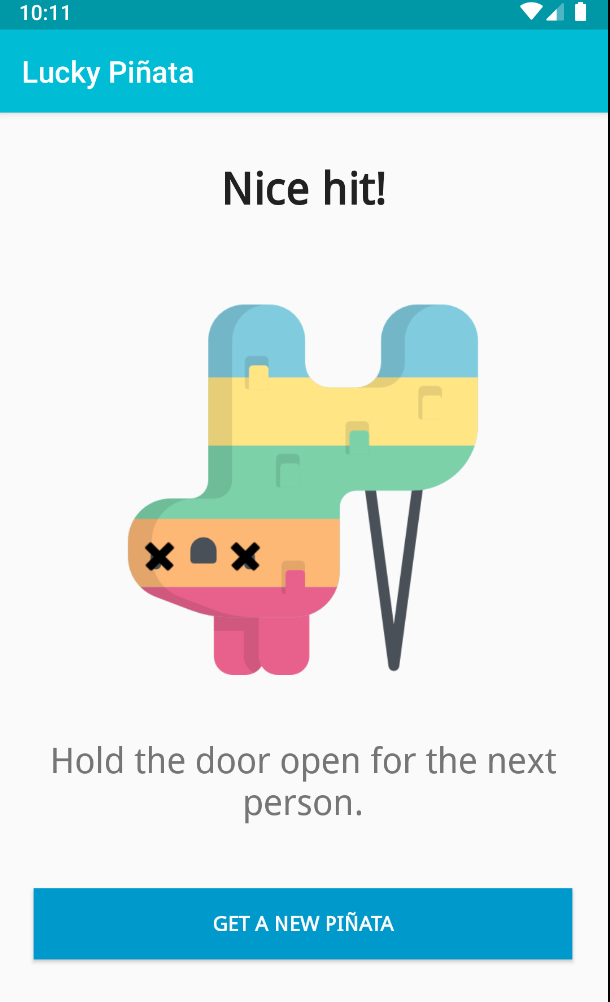 10:11
Lucky Piñata
Nice hit!
Hold the door open for the next
person.
GET A NEW PIÑATA